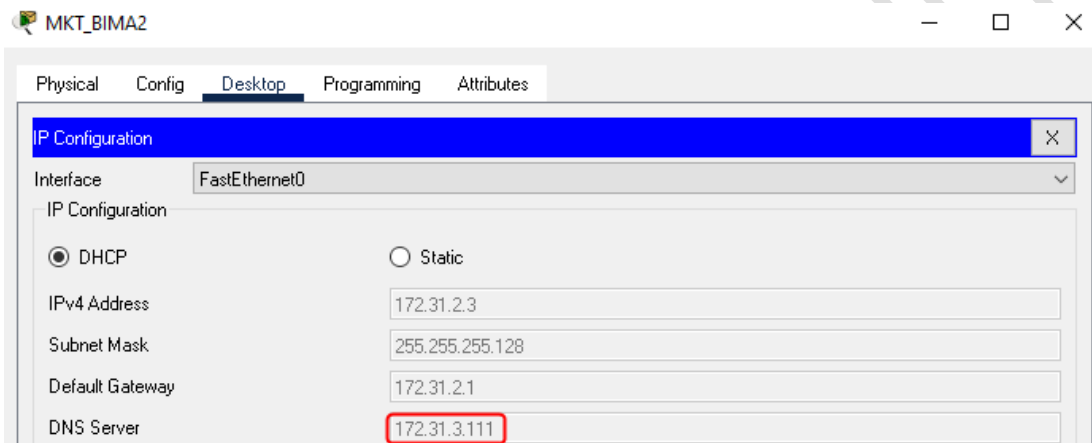 MKT_BIMA2
Physical Config Desktop Programming Attributes
IP Configuration X
Interface FastEthernet0
IP Configuration
DHCP Static
IPv4 Address 172.31.2.3
Subnet Mask 255.255.255.128
Default Gateway 172.31.2.1
DNS Server 172.31.3.111